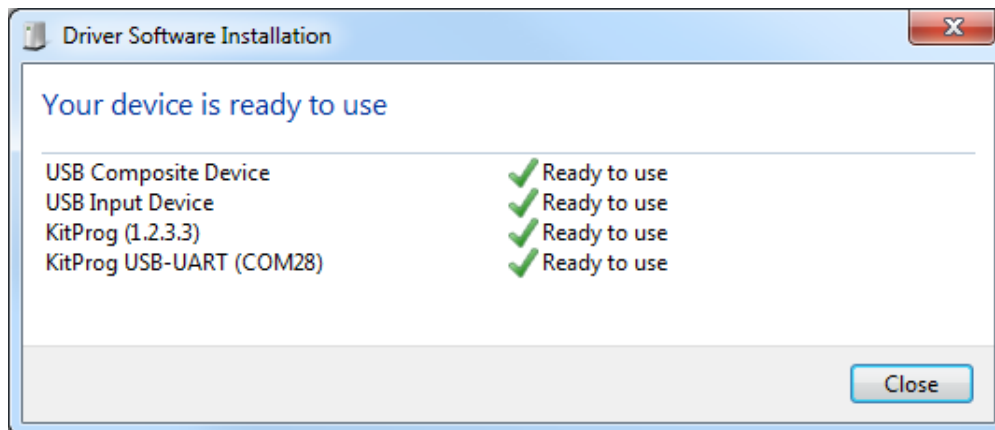 Driver Software Installation
Your device is ready to use
USB Composite Device Ready to use
USB Input Device Ready to use
KitProg (1.2.3.3) Ready to use
KitProg USB-UART (COM28) Ready to use
Close